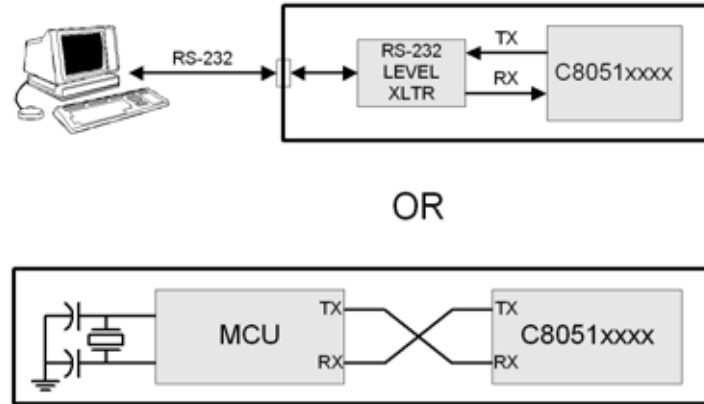 RS-232
RS-232
LEVEL
XLTR
TX
RX
C8051xxxx
OR
MCU
TX
RX
TX
RX
C8051xxxx